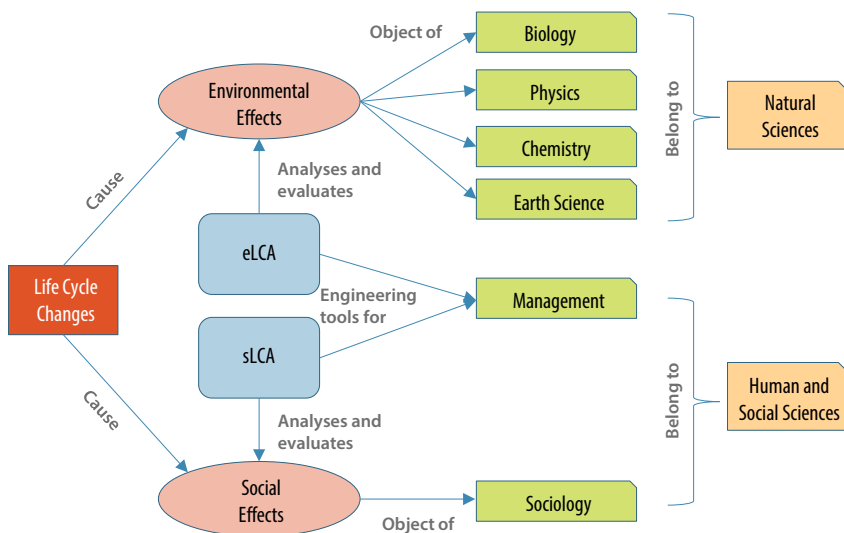 Object of
Biology
Environmental
Effects
Physics
Belong to
Natural
Sciences
Chemistry
Analyses and
evaluates
Earth Science
Cause
eLCA
Life Cycle
Changes
Engineering
tools for
Management
sLCA
Belong to
Human and
Social Sciences
Cause
Analyses and
evaluates
Social
Effects
Sociology
Object of